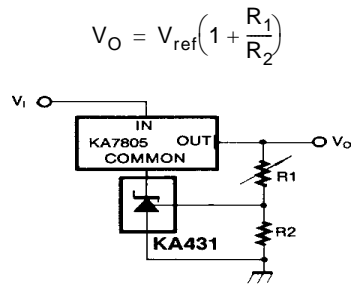 V_O = V_ref(1 + R_1/R_2)
V_I
IN
KA7805
OUT
V_O
COMMON
R1
KA431
R2